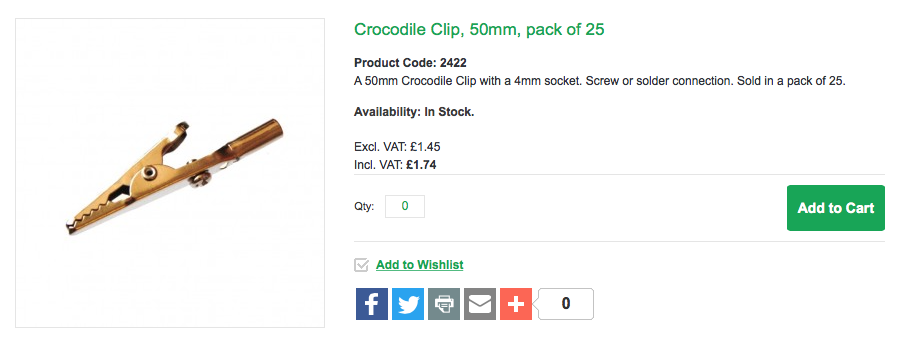 Crocodile Clip, 50mm, pack of 25
Product Code: 2422
A 50mm Crocodile Clip with a 4mm socket. Screw or solder connection. Sold in a pack of 25.
Availability: In Stock.
Excl. VAT: £1.45
Incl. VAT: £1.74
Qty: 0
Add to Cart
Add to Wishlist
0